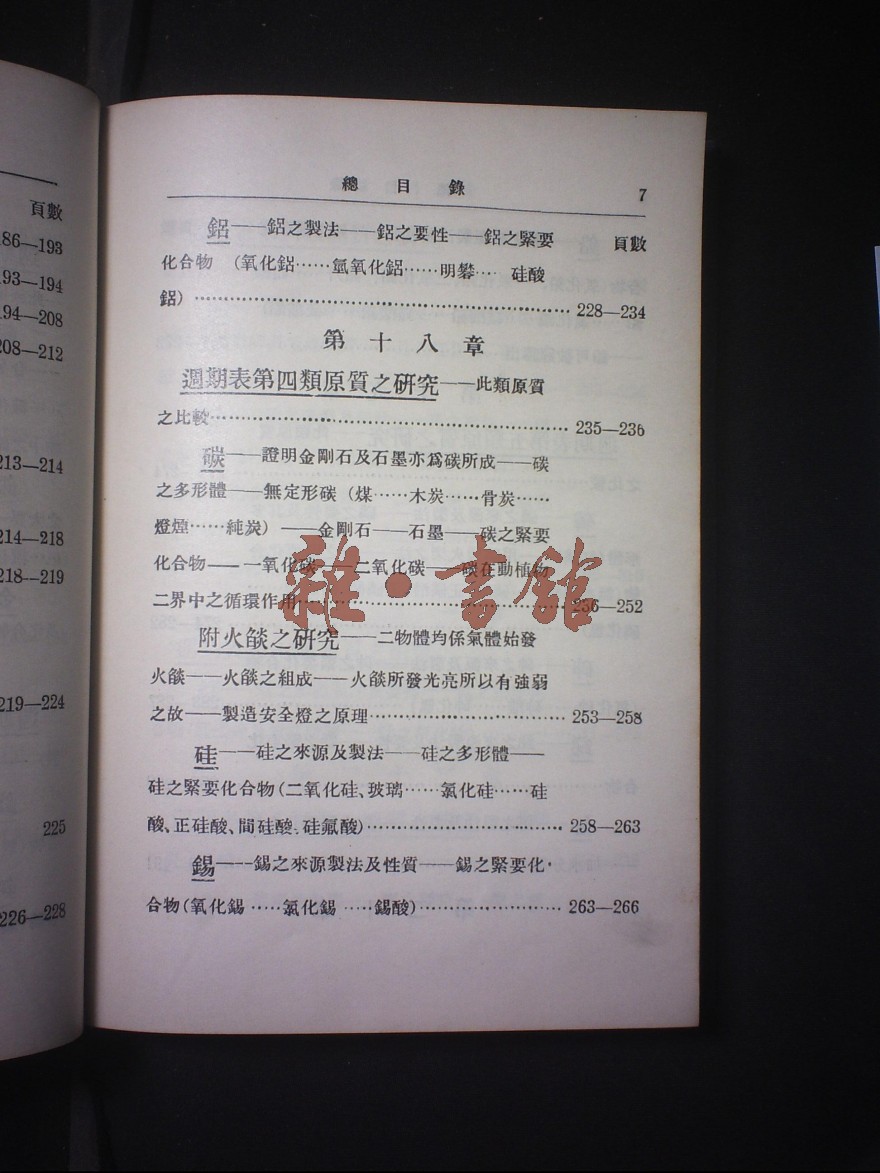 頁數
186—193
193—194
194—208
208—212
213—214
214—218
218—219
219—224
225
226—228
總目錄 7
鋁——鋁之製法——鋁之要性——鋁之緊要 頁數
化合物 (氧化鋁……氫氧化鋁……明礬…… 硅酸
鋁)…………………………………………228—234
第十八章
週期表第四類原質之研究——此類原質
之比較…………………………………………235—236
碳——證明金剛石及石墨亦爲碳所成——碳
之多形體——無定形碳 (煤……木炭……骨炭……
燈煙……純炭) ——金剛石——石墨——碳之緊要
化合物——一氧化碳——二氧化碳——碳在動植物
二界中之循環作用……………………………236—252
附火燄之研究——二物體均係氣體始發
火燄——火燄之組成——火燄所發光亮所以有強弱
之故——製造安全燈之原理……………………253—258
硅——硅之來源及製法——硅之多形體——
硅之緊要化合物(二氧化硅、玻璃……氯化硅……硅
酸、正硅酸、間硅酸、硅氟酸)……………………258—263
錫——錫之來源製法及性質——錫之緊要化
合物(氧化錫……氯化錫……錫酸)………………263—266
雜·書館